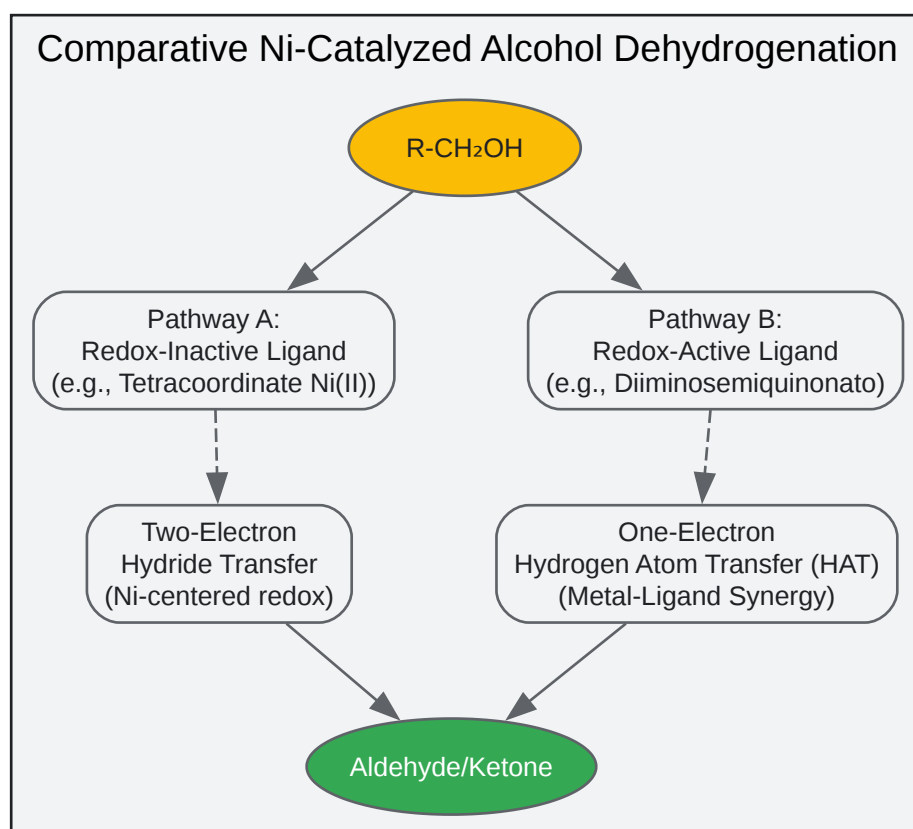 Comparative Ni-Catalyzed Alcohol Dehydrogenation
R-CH₂OH
Pathway A:
Redox-Inactive Ligand
(e.g., Tetracoordinate Ni(II))
Pathway B:
Redox-Active Ligand
(e.g., Diiminosemiquinonato)
Two-Electron
Hydride Transfer
(Ni-centered redox)
One-Electron
Hydrogen Atom Transfer (HAT)
(Metal-Ligand Synergy)
Aldehyde/Ketone